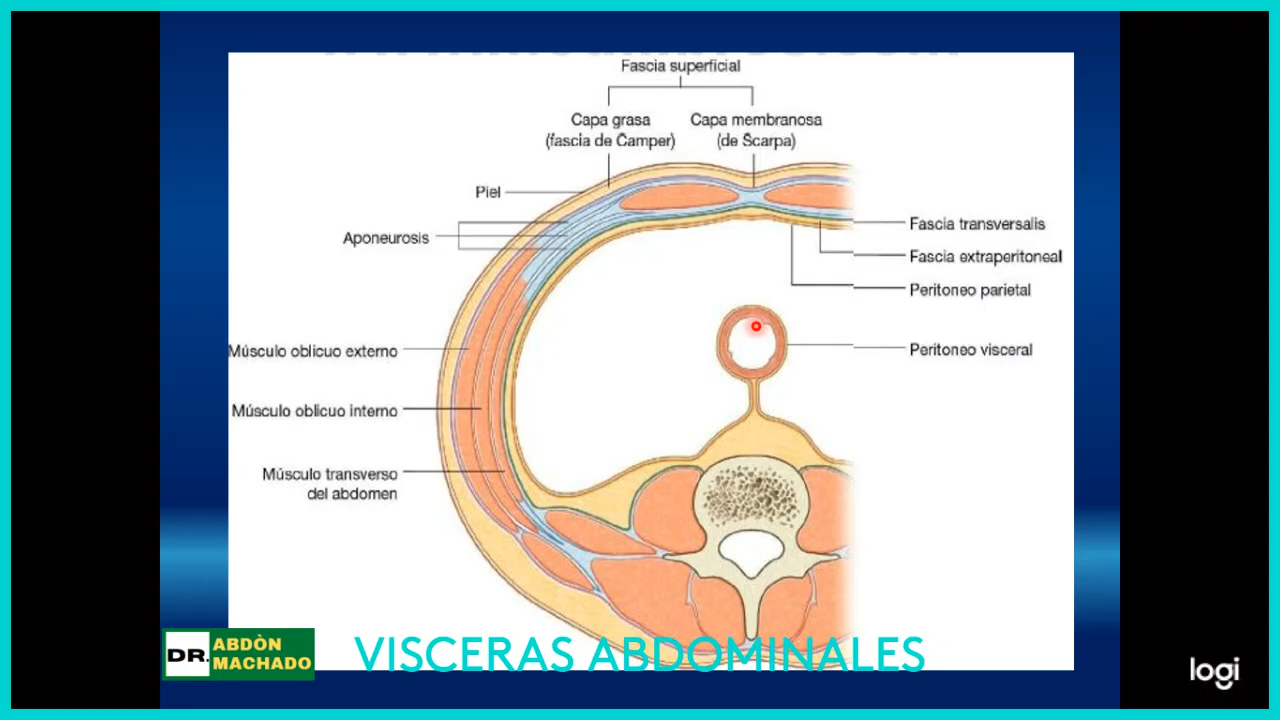 Fascia superficial
Capa grasa
(fascia de Camper)
Capa membranosa
(de Scarpa)
Piel
Aponeurosis
Fascia transversalis
Fascia extraperitoneal
Peritoneo parietal
Músculo oblicuo externo
Peritoneo visceral
Músculo oblicuo interno
Músculo transverso
del abdomen
DR. ABDÒN
MACHADO
VISCERAS ABDOMINALES
logi